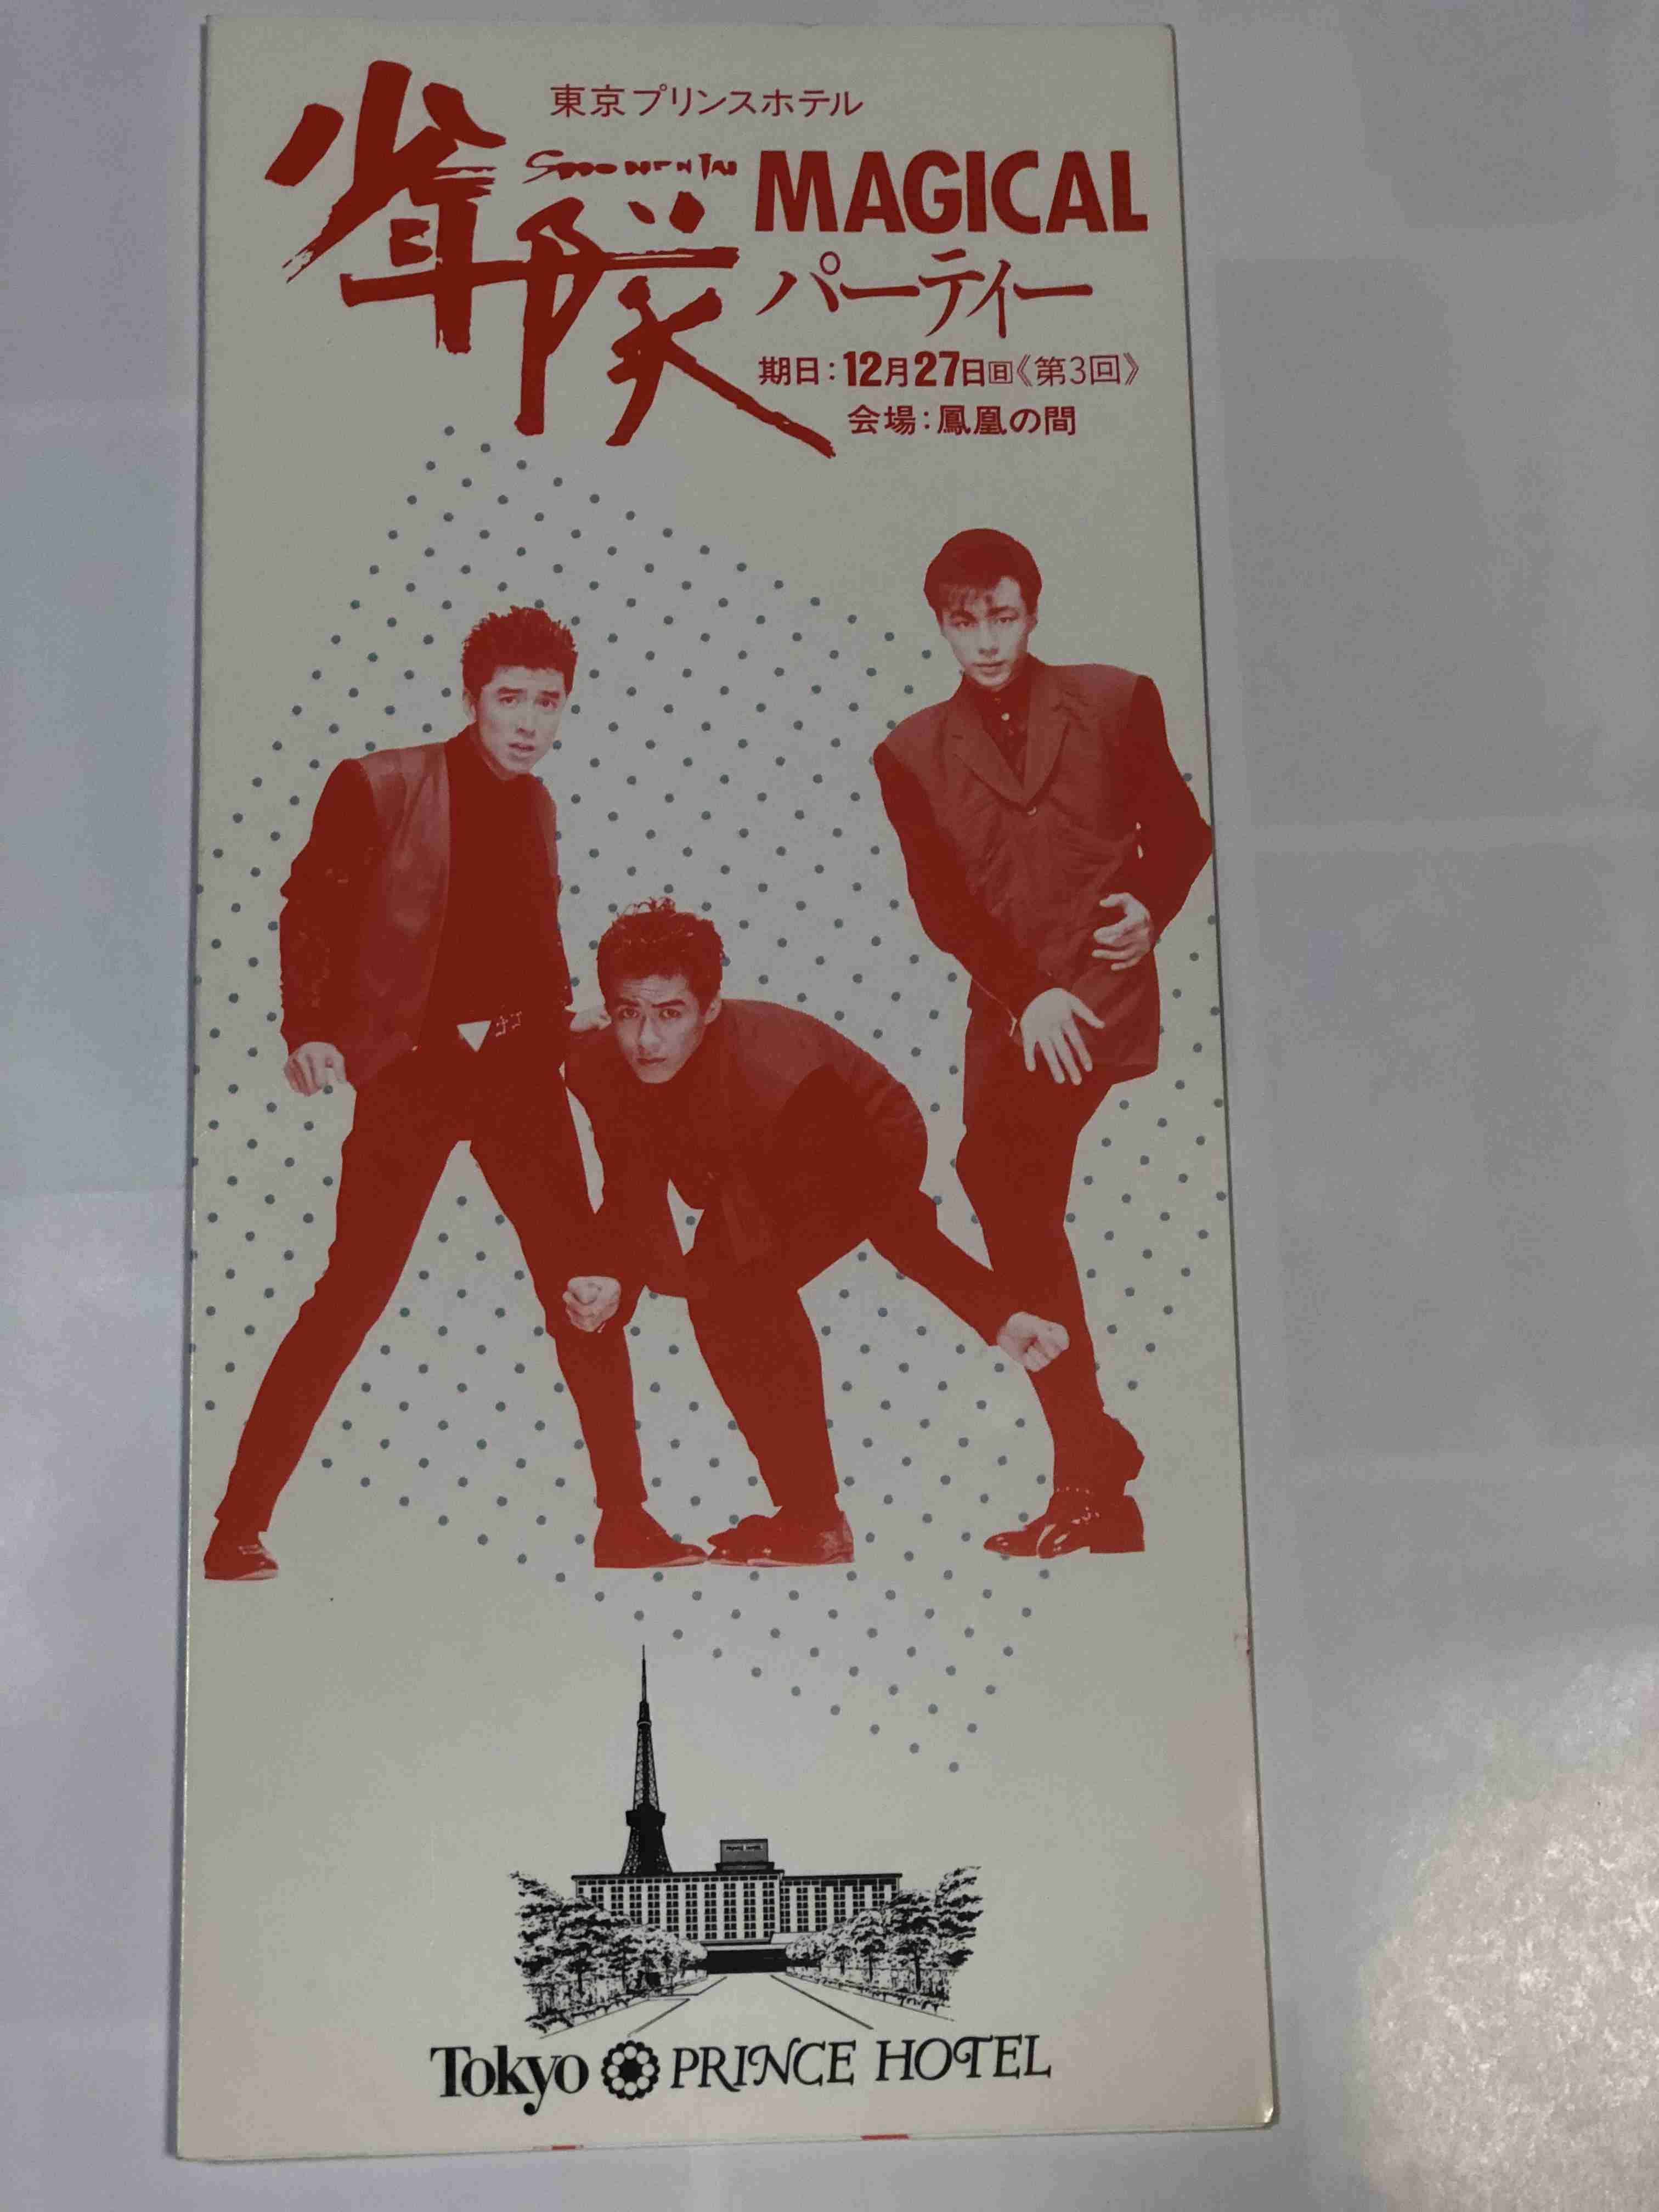 東京プリンスホテル
少年隊
SHONENTAI
MAGICAL
パーティー
期日:12月27日㊐《第3回》
会場:鳳凰の間
Tokyo PRINCE HOTEL